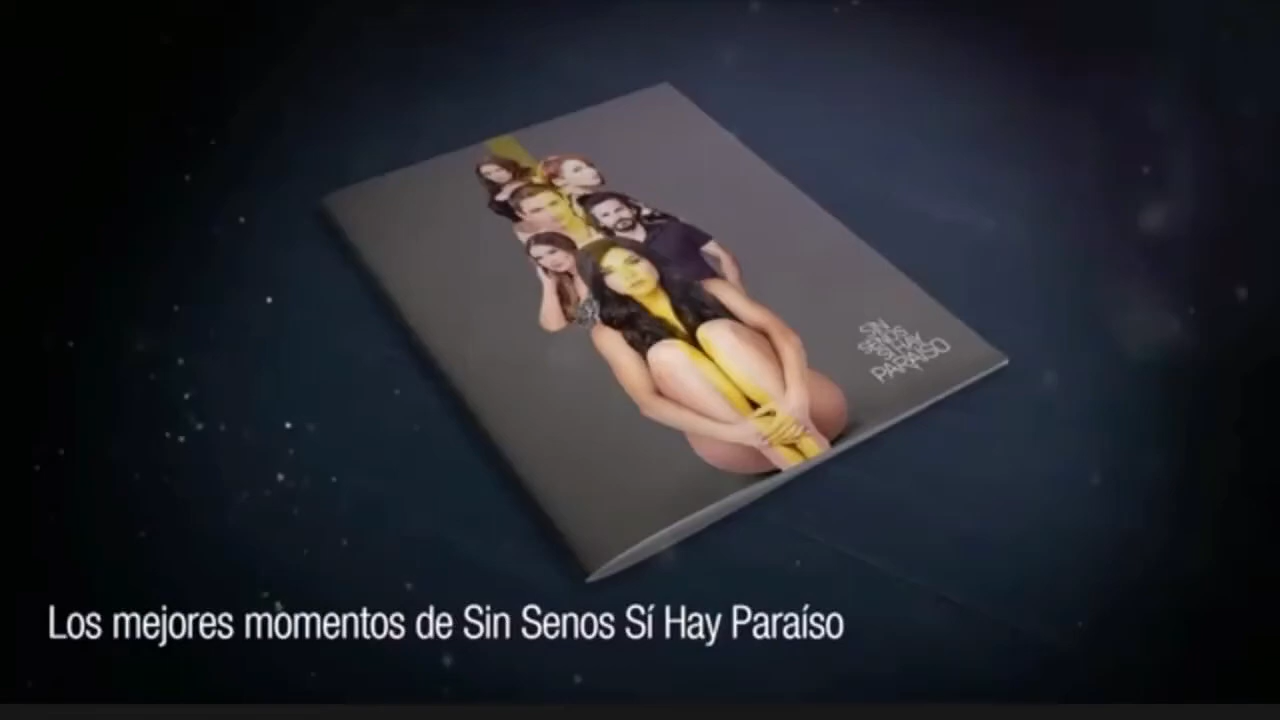 SIN
SENOS
SÍ HAY
PARAÍSO
Los mejores momentos de Sin Senos Sí Hay Paraíso